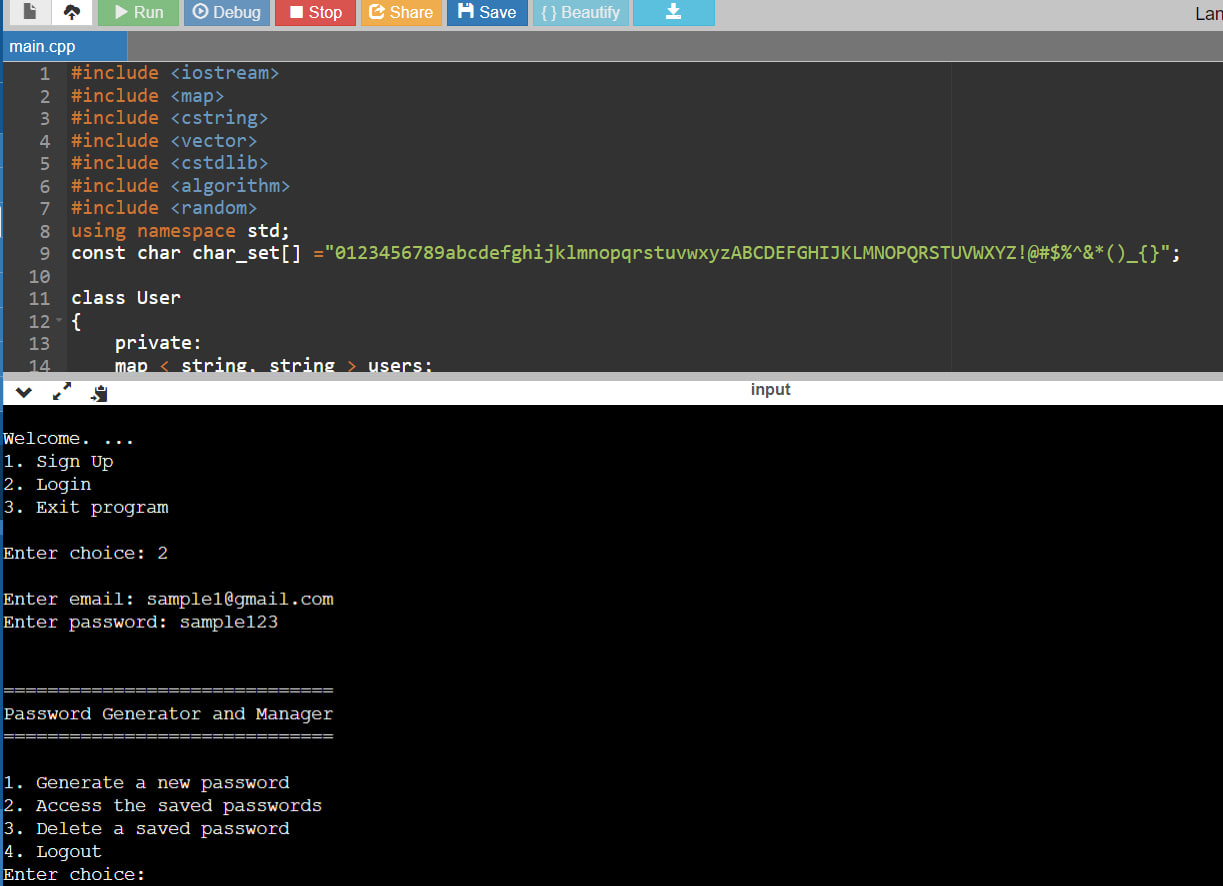 Run Debug Stop Share Save { } Beautify Lan
main.cpp
1 #include <iostream>
2 #include <map>
3 #include <cstring>
4 #include <vector>
5 #include <cstdlib>
6 #include <algorithm>
7 #include <random>
8 using namespace std;
9 const char char_set[] ="0123456789abcdefghijklmnopqrstuvwxyzABCDEFGHIJKLMNOPQRSTUVWXYZ!@#$%^&*()_{}";
10
11 class User
12 {
13 private:
14 map < string, string > users;
input
Welcome. ...
1. Sign Up
2. Login
3. Exit program
Enter choice: 2
Enter email: sample1@gmail.com
Enter password: sample123
==============================
Password Generator and Manager
==============================
1. Generate a new password
2. Access the saved passwords
3. Delete a saved password
4. Logout
Enter choice: